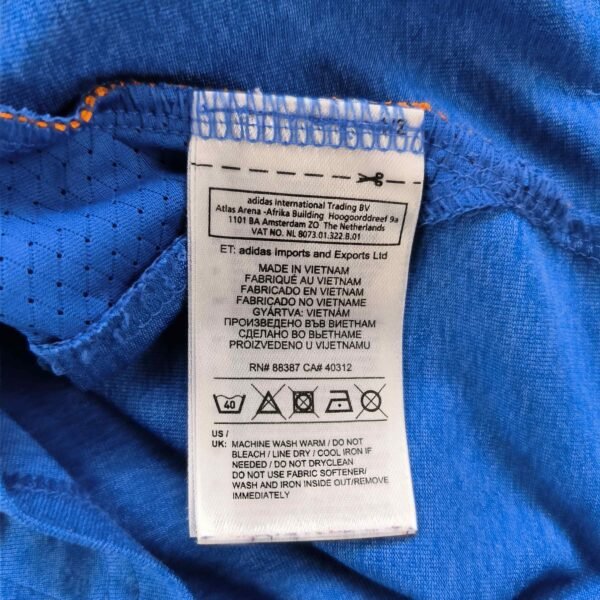 /2
adidas International Trading BV
Atlas Arena -Afrika Building Hoogoorddreef 9a
1101 BA Amsterdam ZO The Netherlands
VAT NO. NL 8073.01.322.B.01
ET: adidas Imports and Exports Ltd
MADE IN VIETNAM
FABRIQUÉ AU VIETNAM
FABRICADO EN VIETNAM
FABRICADO NO VIETNAME
GYÁRTVA: VIETNÁM
ПРОИЗВЕДЕНО ВЪВ ВИЕТНАМ
СДЕЛАНО ВО ВЬЕТНАМЕ
PROIZVEDENO U VIJETNAMU
RN# 88387 CA# 40312
40
US /
UK: MACHINE WASH WARM / DO NOT
BLEACH / LINE DRY / COOL IRON IF
NEEDED / DO NOT DRYCLEAN
DO NOT USE FABRIC SOFTENER/
WASH AND IRON INSIDE OUT/REMOVE
IMMEDIATELY